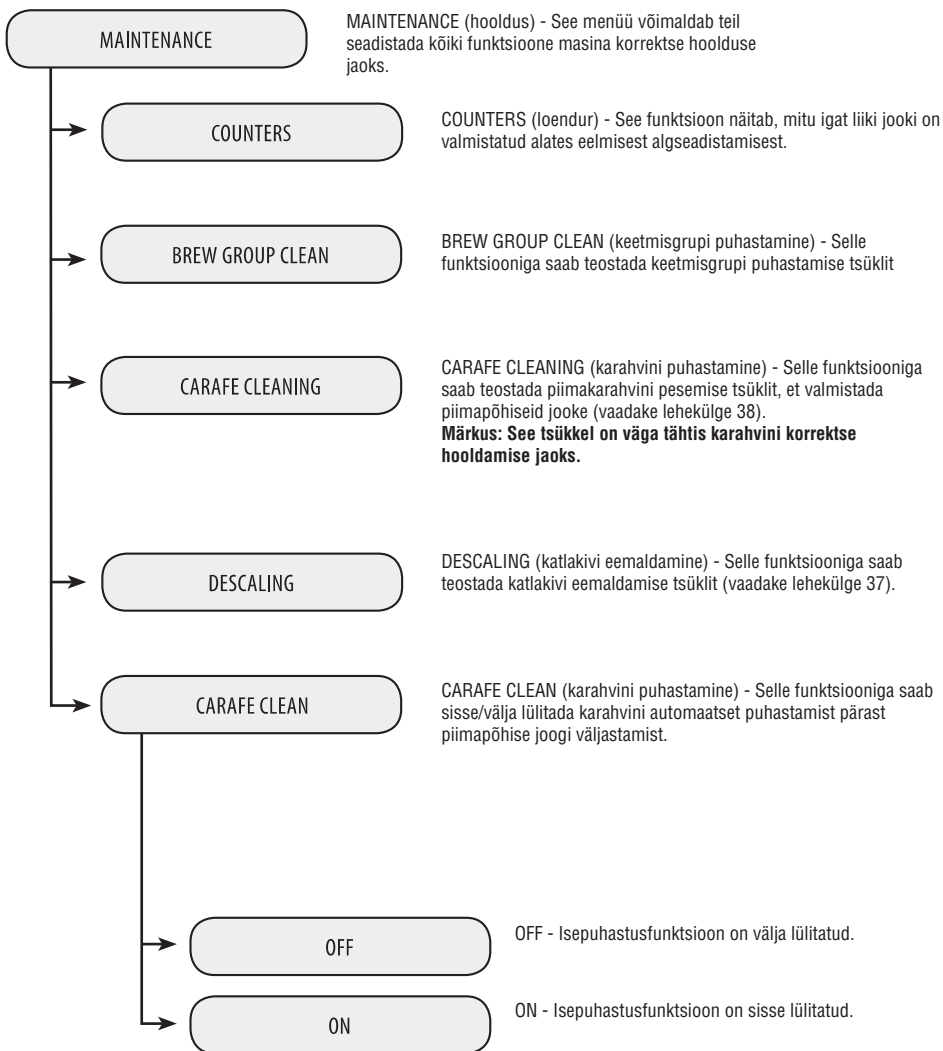 MAINTENANCE
MAINTENANCE (hooldus) - See menüü võimaldab teil
seadistada kõiki funktsioone masina korrektse hoolduse
jaoks.
COUNTERS
COUNTERS (loendur) - See funktsioon näitab, mitu igat liiki jooki on
valmistatud alates eelmisest algseadistamisest.
BREW GROUP CLEAN
BREW GROUP CLEAN (keetmisgrupi puhastamine) - Selle
funktsiooniga saab teostada keetmisgrupi puhastamise tsüklit
CARAFE CLEANING
CARAFE CLEANING (karahvini puhastamine) - Selle funktsiooniga
saab teostada piimakarahvini pesemise tsüklit, et valmistada
piimapõhiseid jooke (vaadake lehekülge 38).
Märkus: See tsükkel on väga tähtis karahvini korrektse
hooldamise jaoks.
DESCALING
DESCALING (katlakivi eemaldamine) - Selle funktsiooniga saab
teostada katlakivi eemaldamise tsüklit (vaadake lehekülge 37).
CARAFE CLEAN
CARAFE CLEAN (karahvini puhastamine) - Selle funktsiooniga saab
sisse/välja lülitada karahvini automaatset puhastamist pärast
piimapõhise joogi väljastamist.
OFF
OFF - Isepuhastusfunktsioon on välja lülitatud.
ON
ON - Isepuhastusfunktsioon on sisse lülitatud.